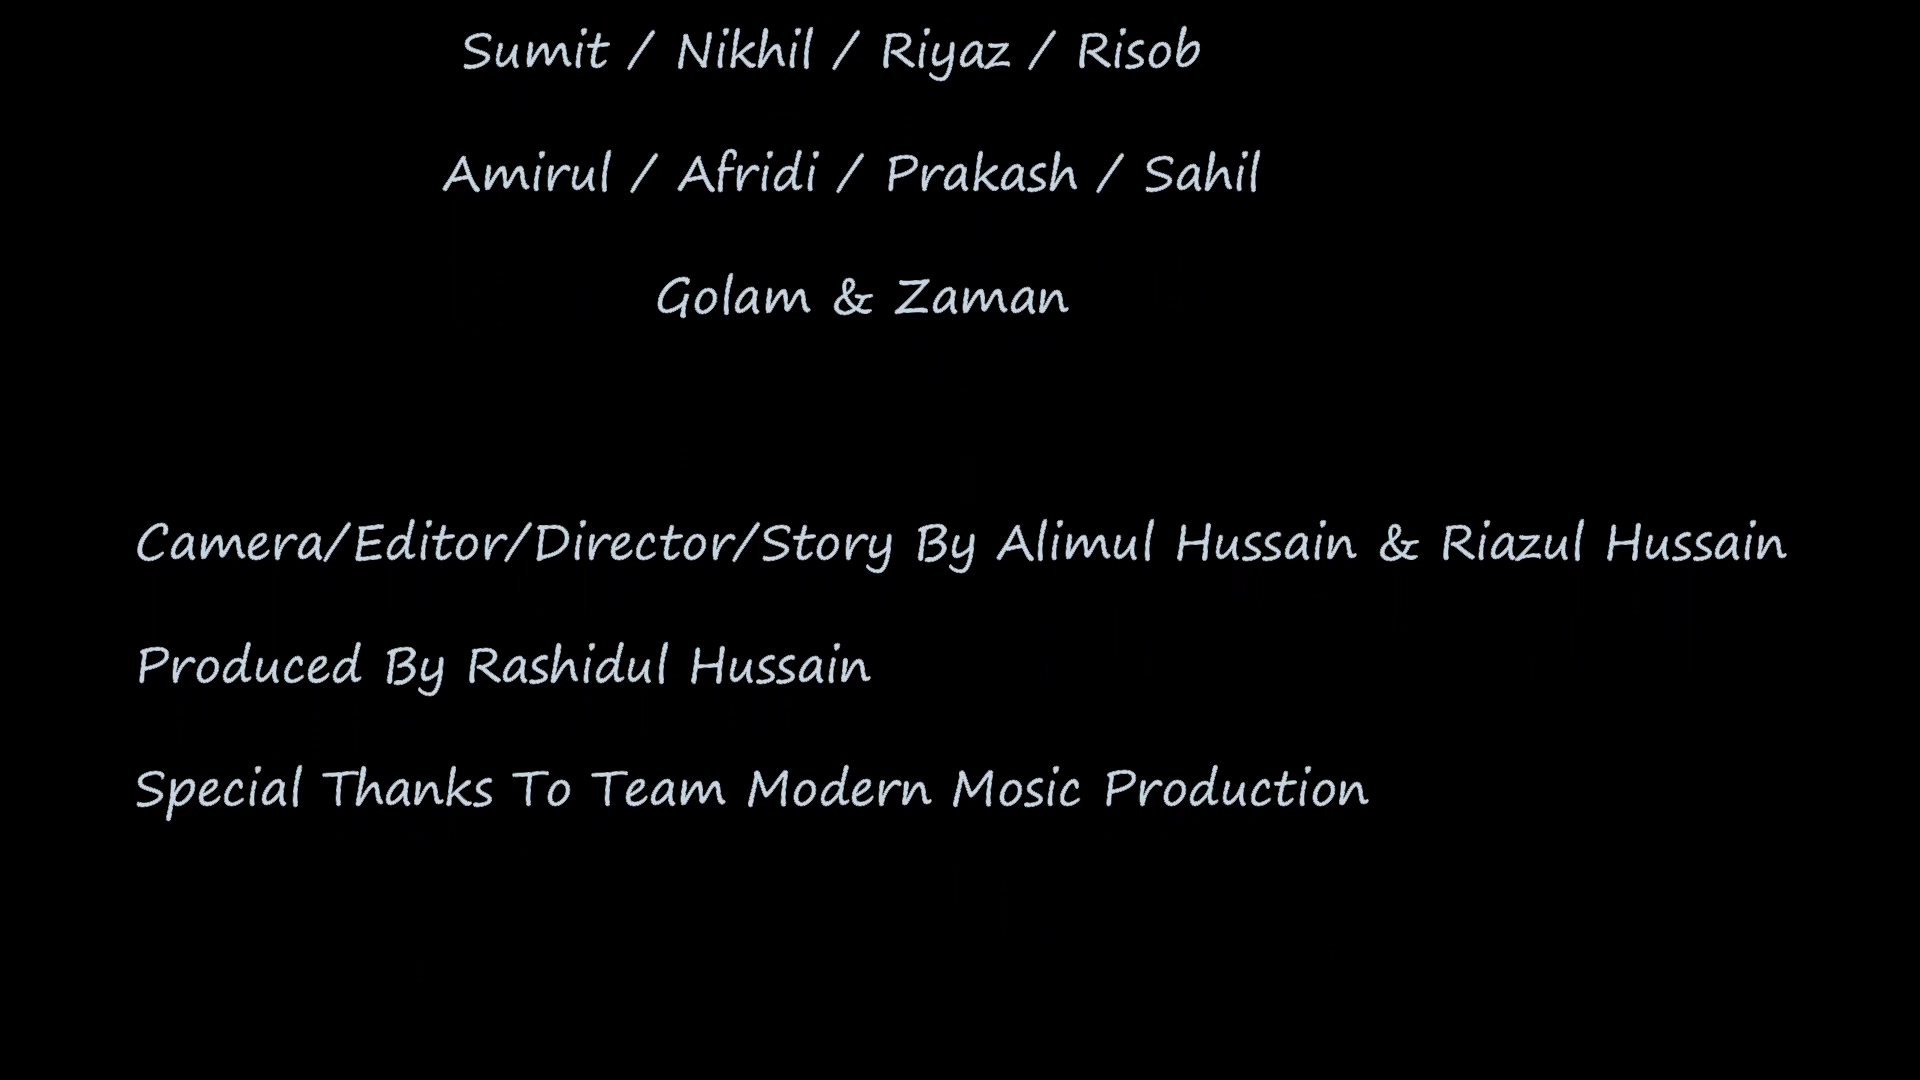 Sumit / Nikhil / Riyaz / Risob
Amirul / Afridi / Prakash / Sahil
Golam & Zaman
Camera/Editor/Director/Story By Alimul Hussain & Riazul Hussain
Produced By Rashidul Hussain
Special Thanks To Team Modern Mosic Production